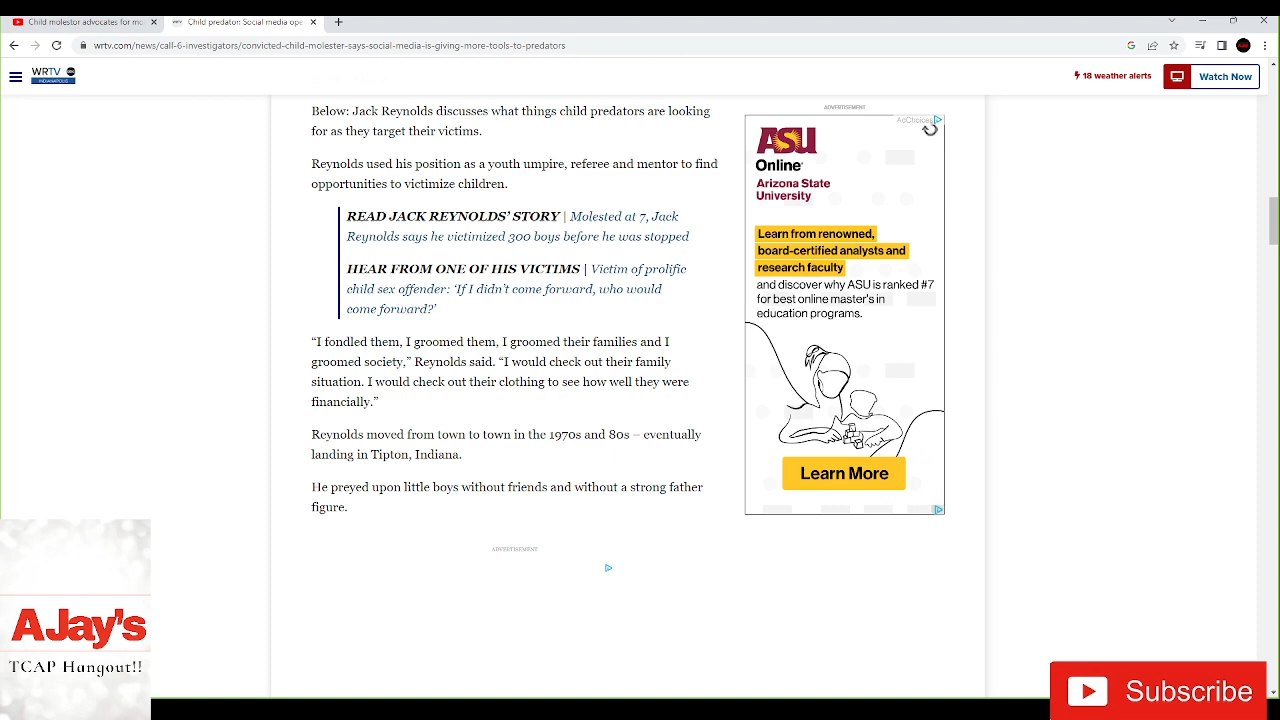 Child molester advocates for mo
Child predator: Social media ope
wrtv.com/news/call-6-investigators/convicted-child-molester-says-social-media-is-giving-more-tools-to-predators
WRTV
INDIANAPOLIS
18 weather alerts
Watch Now
Below: Jack Reynolds discusses what things child predators are looking
for as they target their victims.
Reynolds used his position as a youth umpire, referee and mentor to find
opportunities to victimize children.
READ JACK REYNOLDS’ STORY | Molested at 7, Jack
Reynolds says he victimized 300 boys before he was stopped
HEAR FROM ONE OF HIS VICTIMS | Victim of prolific
child sex offender: ‘If I didn’t come forward, who would
come forward?’
“I fondled them, I groomed them, I groomed their families and I
groomed society,” Reynolds said. “I would check out their family
situation. I would check out their clothing to see how well they were
financially.”
Reynolds moved from town to town in the 1970s and 80s – eventually
landing in Tipton, Indiana.
He preyed upon little boys without friends and without a strong father
figure.
ADVERTISEMENT
ADVERTISEMENT
AdChoices
ASU
Online
Arizona State
University
Learn from renowned,
board-certified analysts and
research faculty
and discover why ASU is ranked #7
for best online master's in
education programs.
Learn More
AJay's
TCAP Hangout!!
Subscribe